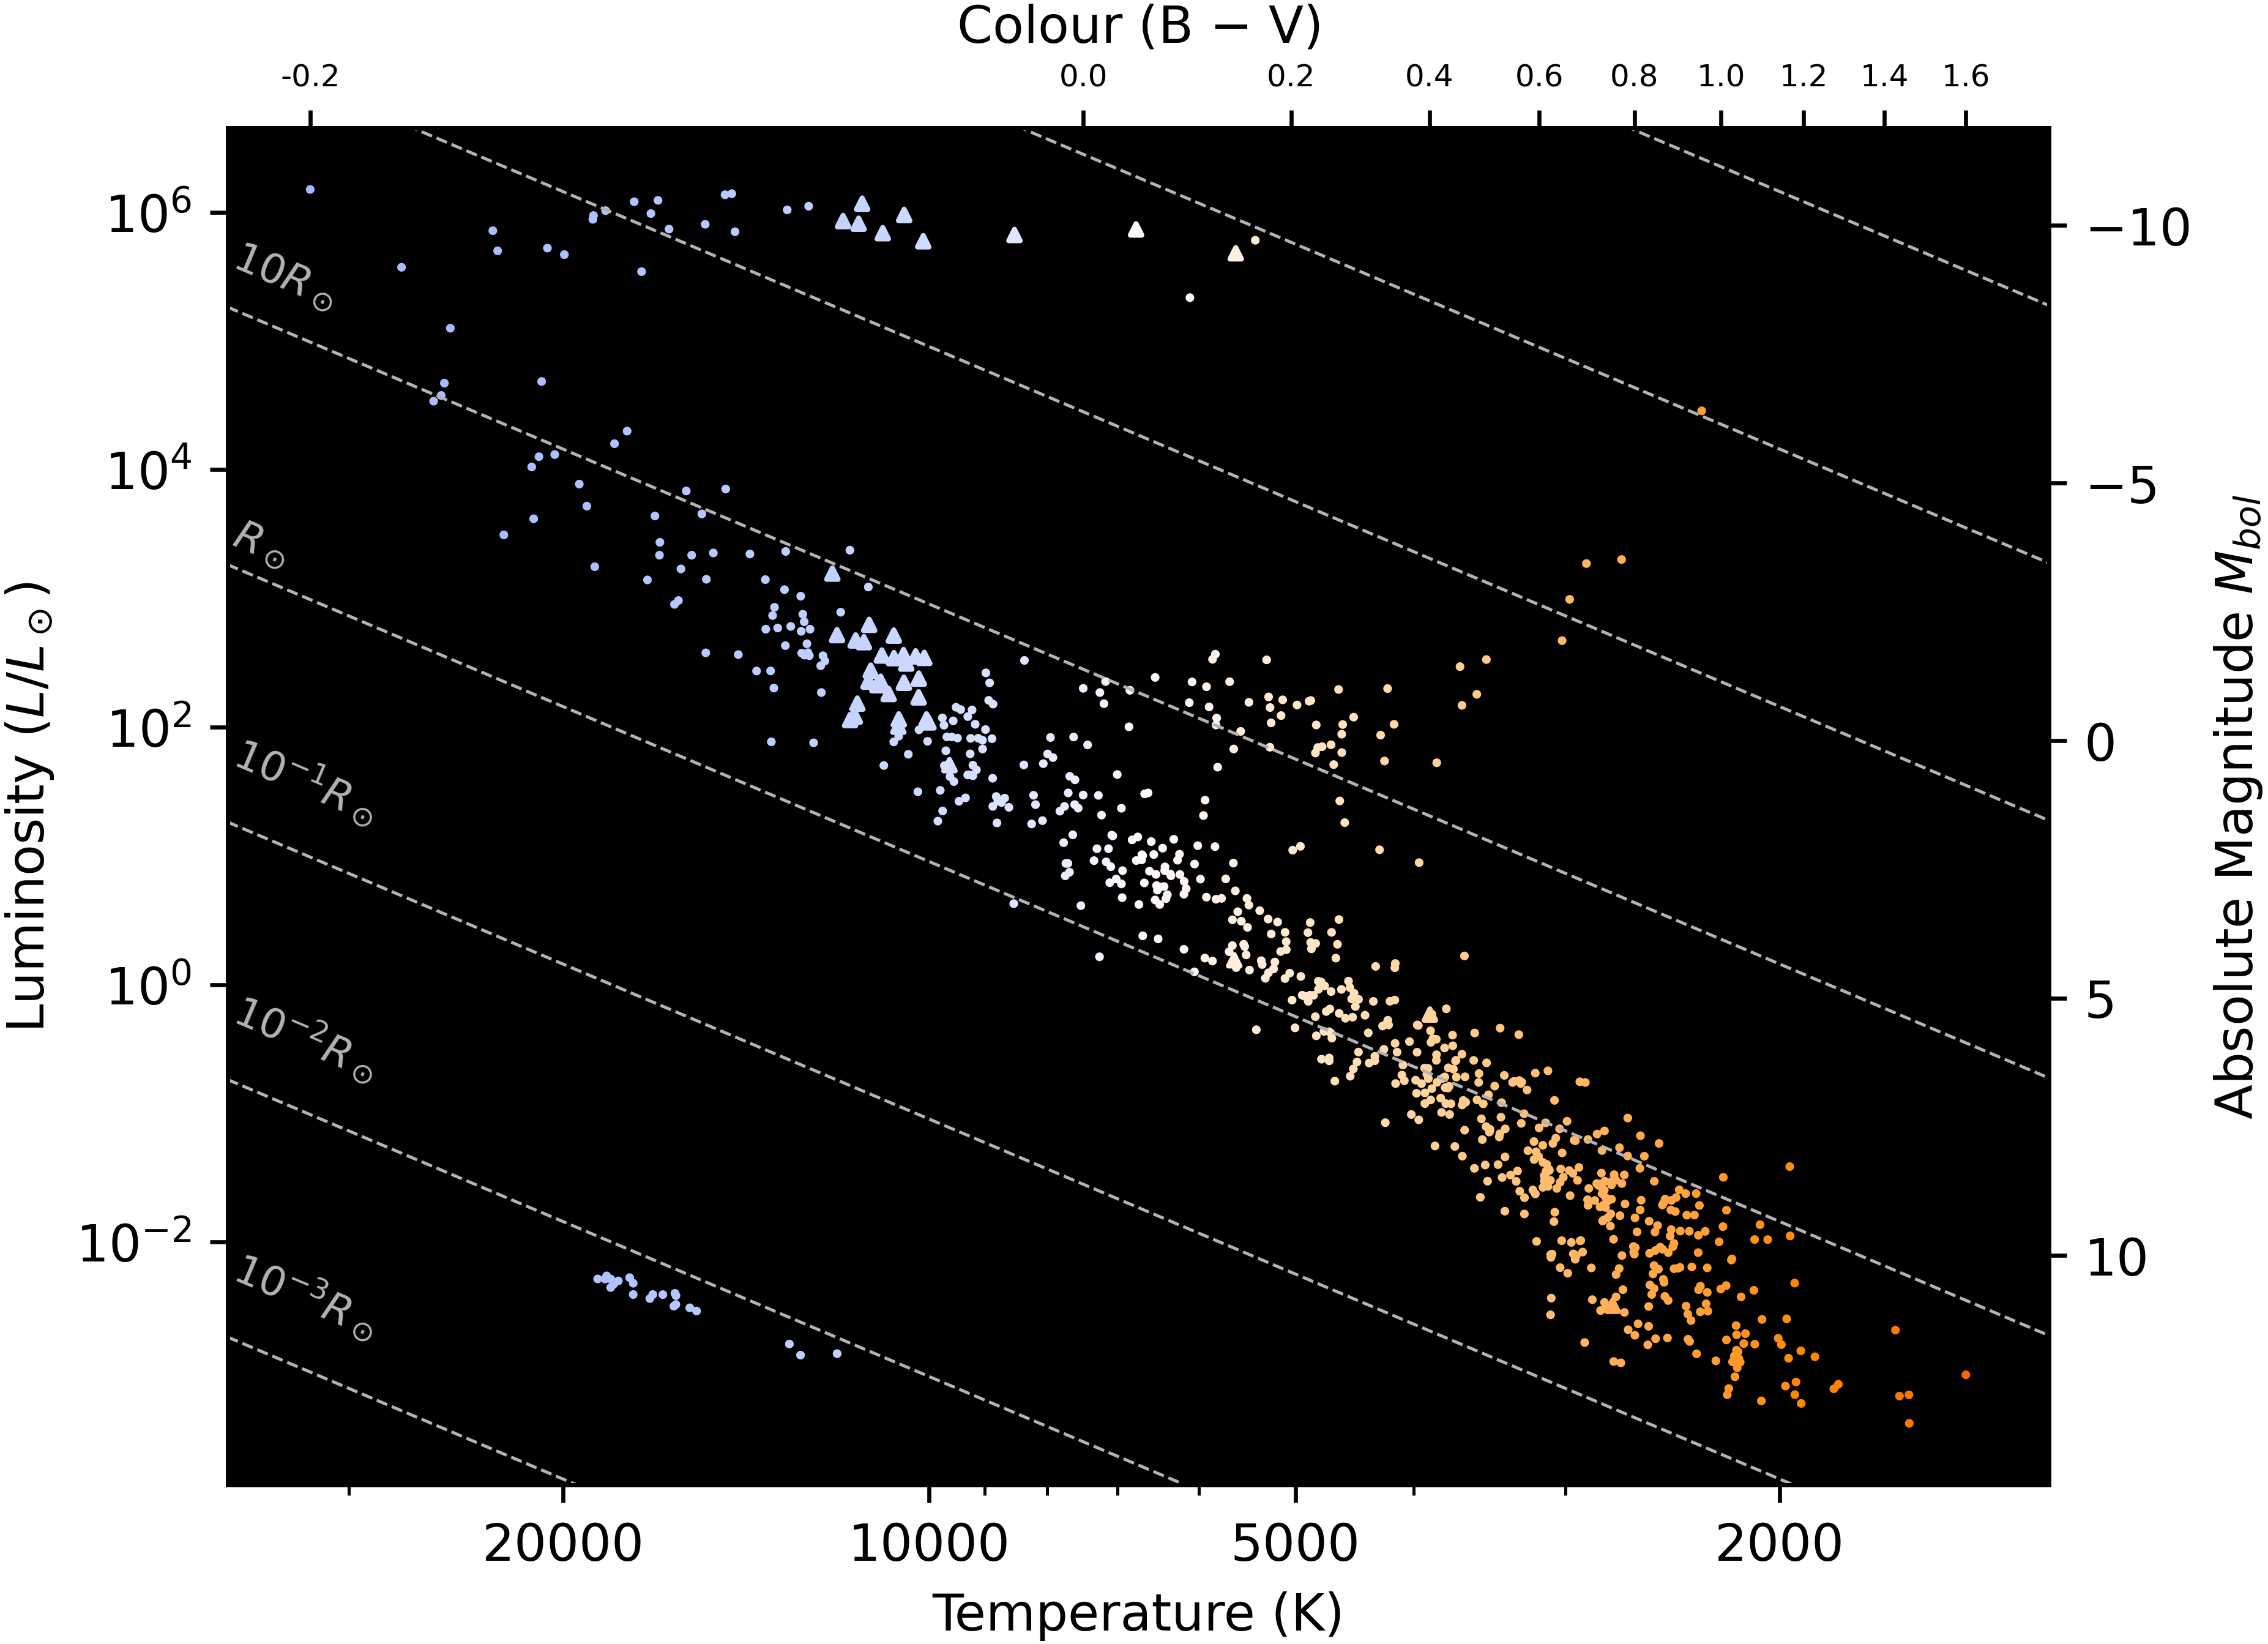 Colour (B − V)
-0.2 0.0 0.2 0.4 0.6 0.8 1.0 1.2 1.4 1.6
Luminosity (L/L⊙)
10⁶
10⁴
10²
10⁰
10⁻²
10R⊙
R⊙
10⁻¹R⊙
10⁻²R⊙
10⁻³R⊙
−10
−5
0
5
10
Absolute Magnitude M_bol
20000 10000 5000 2000
Temperature (K)